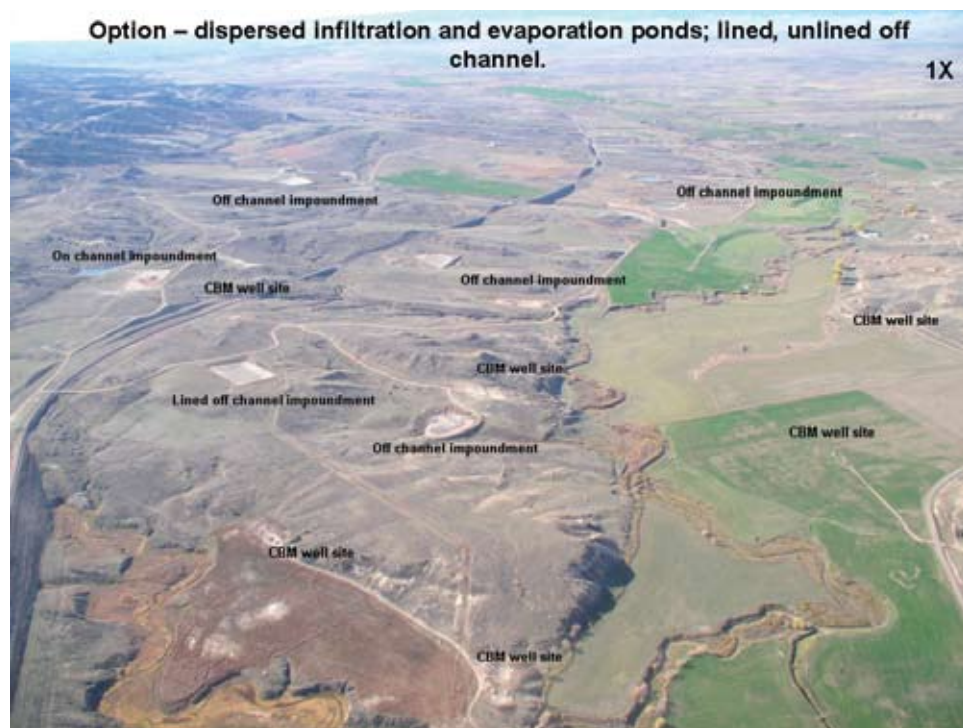 Option – dispersed infiltration and evaporation ponds; lined, unlined off
channel.
1X
Off channel impoundment
Off channel impoundment
On channel impoundment
CBM well site
Off channel impoundment
CBM well site
CBM well site
Lined off channel impoundment
CBM well site
Off channel impoundment
CBM well site
CBM well site